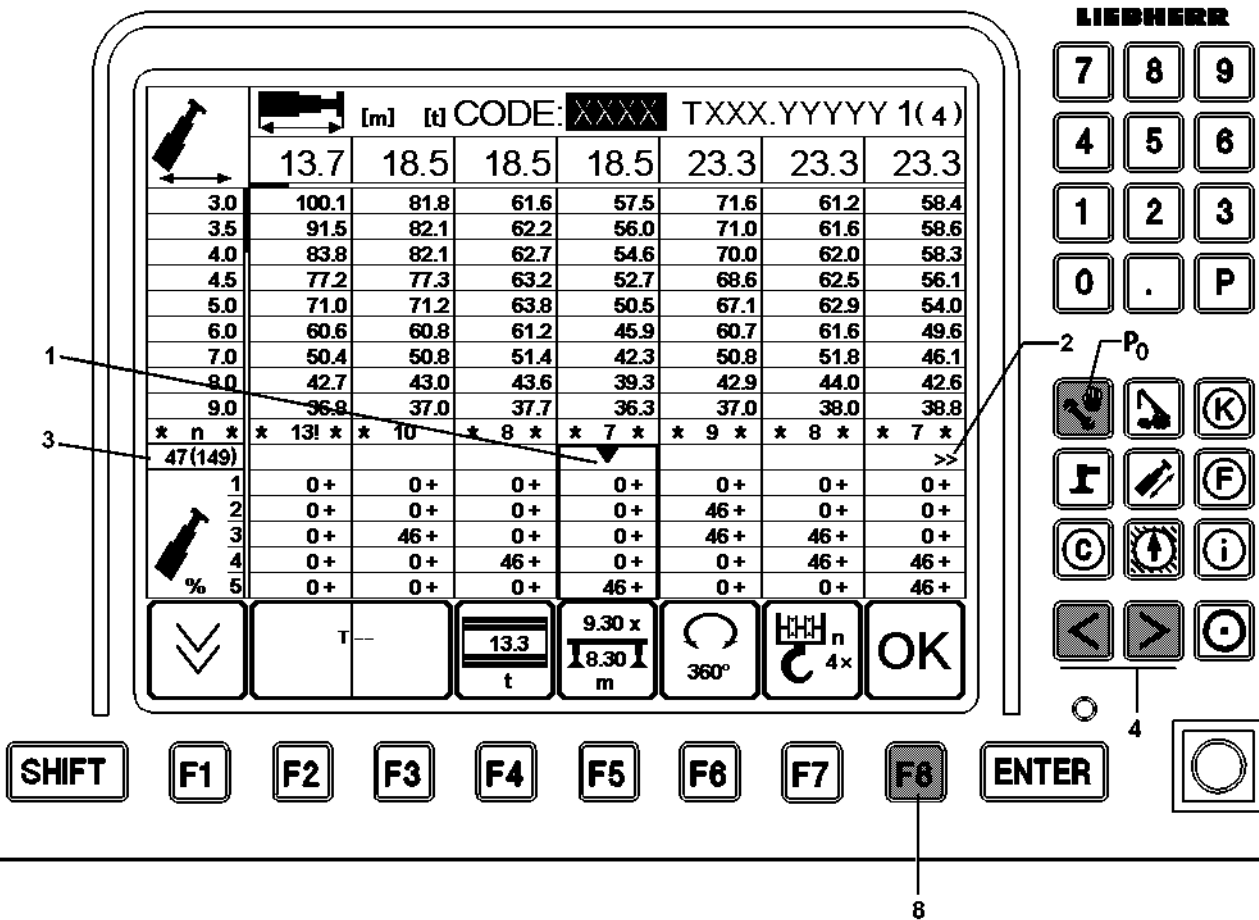 LIEBHERR
[m] [t] CODE: XXXX TXXX.YYYYY 1(4)
13.7 18.5 18.5 18.5 23.3 23.3 23.3
3.0 100.1 81.8 61.6 57.5 71.6 61.2 58.4
3.5 91.5 82.1 62.2 56.0 71.0 61.6 58.6
4.0 83.8 82.1 62.7 54.6 70.0 62.0 58.3
4.5 77.2 77.3 63.2 52.7 68.6 62.5 56.1
5.0 71.0 71.2 63.8 50.5 67.1 62.9 54.0
6.0 60.6 60.8 61.2 45.9 60.7 61.6 49.6
7.0 50.4 50.8 51.4 42.3 50.8 51.8 46.1
8.0 42.7 43.0 43.6 39.3 42.9 44.0 42.6
9.0 36.8 37.0 37.7 36.3 37.0 38.0 38.8
* n * * 13! * * 10 * 8 * * 7 * * 9 * * 8 * * 7 *
47(149) >>
1 0+ 0+ 0+ 0+ 0+ 0+ 0+
2 0+ 0+ 0+ 0+ 46+ 0+ 0+
3 0+ 46+ 0+ 0+ 46+ 46+ 0+
4 0+ 0+ 46+ 0+ 0+ 46+ 46+
% 5 0+ 0+ 0+ 46+ 0+ 0+ 46+
T --
13.3
t
9.30 x
8.30
m
360°
n
4×
OK
7 8 9
4 5 6
1 2 3
0 . P
1
2
P0
3
K
F
C i
< >
4
SHIFT F1 F2 F3 F4 F5 F6 F7 F8 ENTER
8